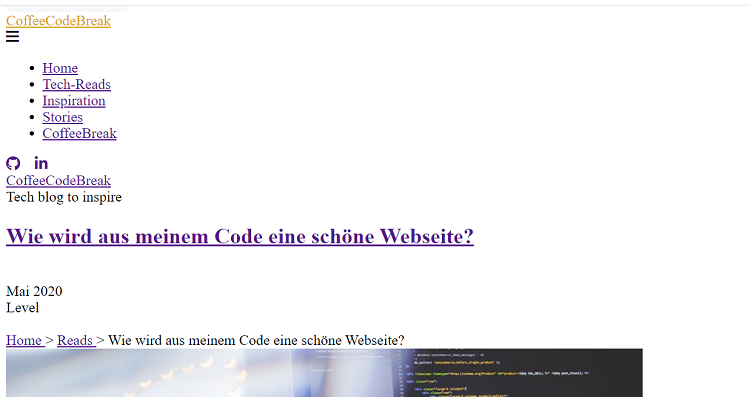 CoffeeCodeBreak
Home
Tech-Reads
Inspiration
Stories
CoffeeBreak
CoffeeCodeBreak
Tech blog to inspire
Wie wird aus meinem Code eine schöne Webseite?
Mai 2020
Level
Home > Reads > Wie wird aus meinem Code eine schöne Webseite?